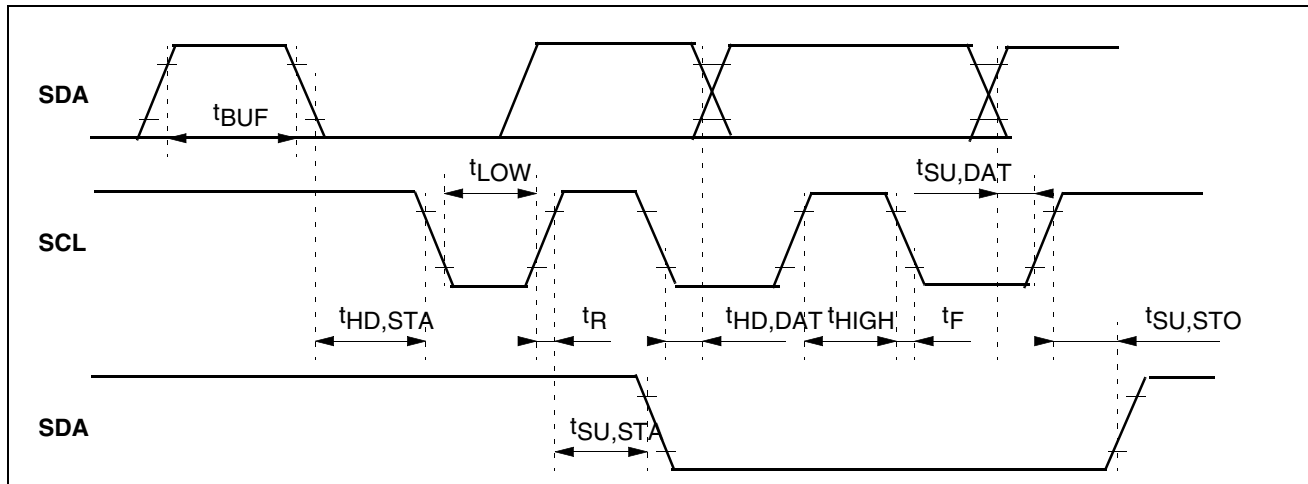 SDA
tBUF
tLOW
tSU,DAT
SCL
tHD,STA
tR
tHD,DAT
tHIGH
tF
tSU,STO
SDA
tSU,STA